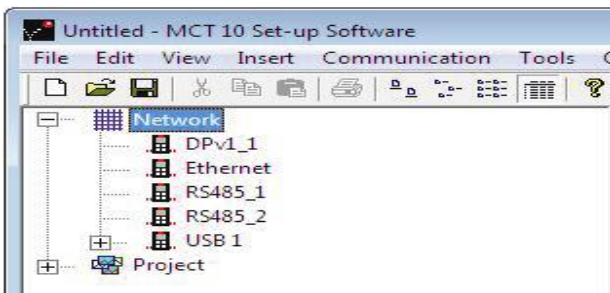 Untitled - MCT 10 Set-up Software
File Edit View Insert Communication Tools
Network
DPv1_1
Ethernet
RS485_1
RS485_2
USB 1
Project